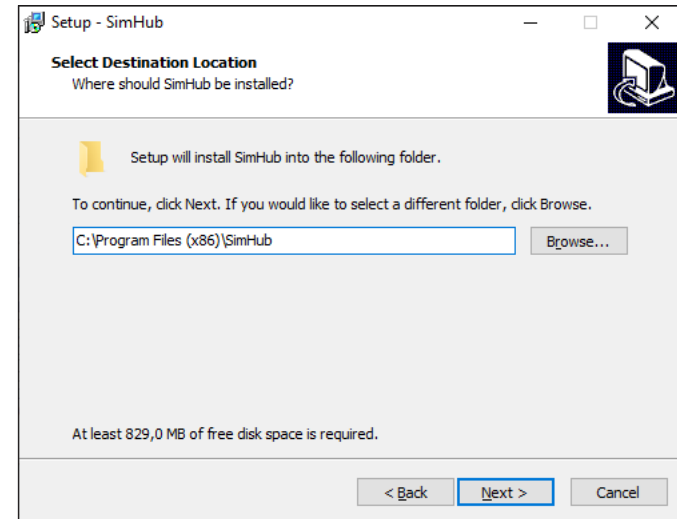 Setup - SimHub
Select Destination Location
Where should SimHub be installed?
Setup will install SimHub into the following folder.
To continue, click Next. If you would like to select a different folder, click Browse.
C:\Program Files (x86)\SimHub
Browse...
At least 829,0 MB of free disk space is required.
< Back
Next >
Cancel